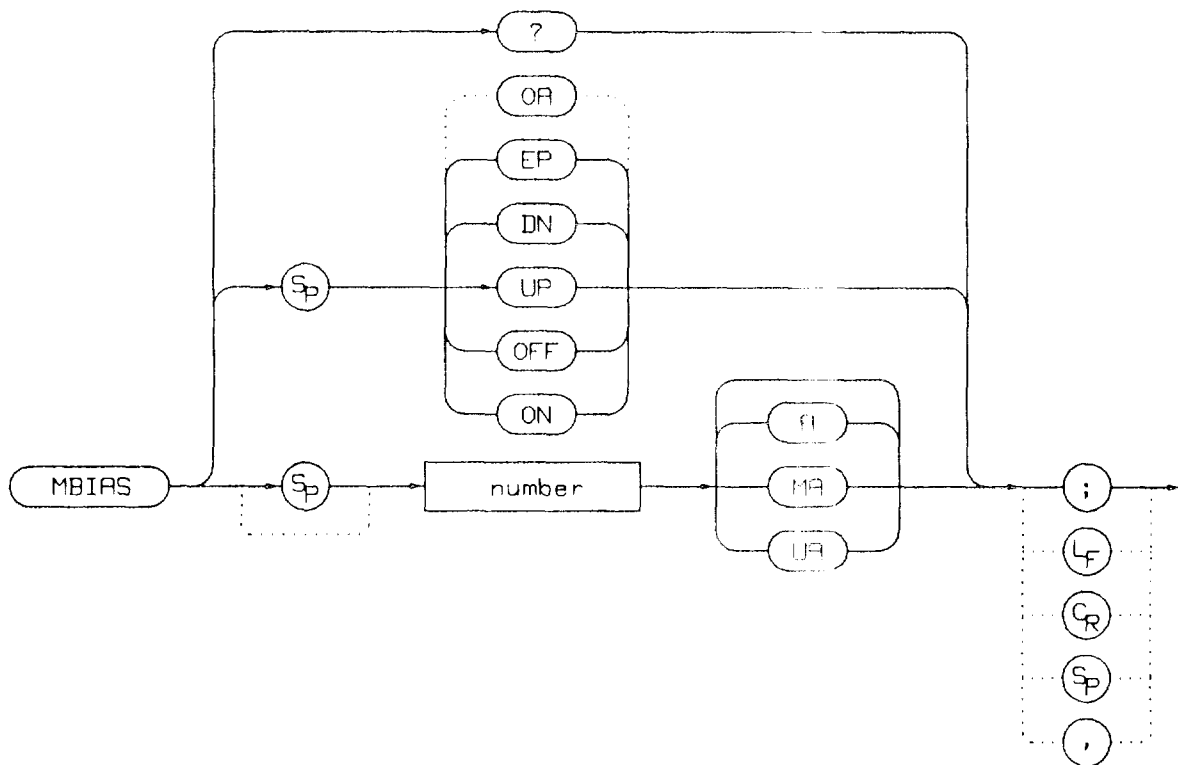 ?
OA
EP
DN
SP
UP
OFF
ON
A
MBIAS
SP
number
MA
;
UA
LF
CR
SP
,